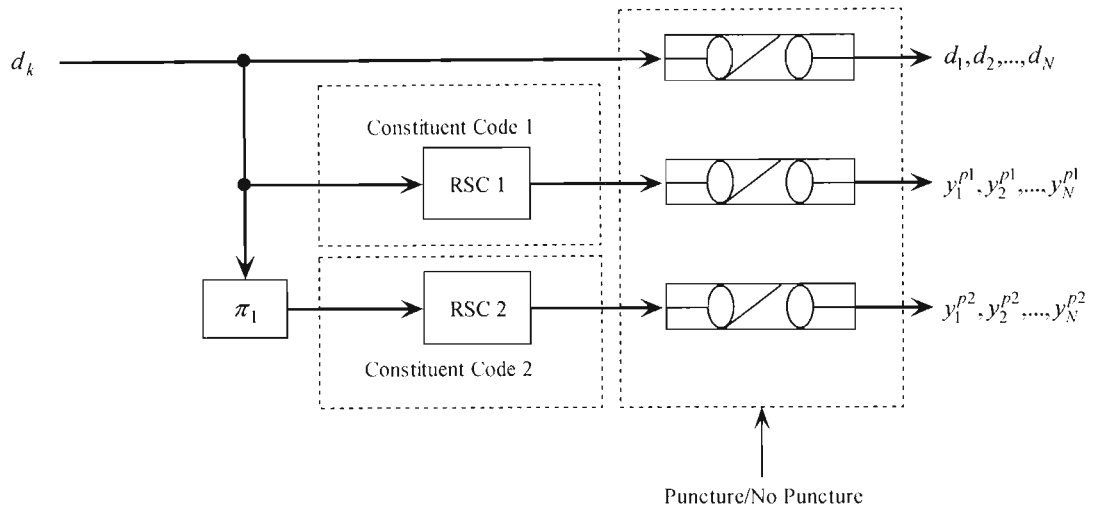 d_k
d_1, d_2, ..., d_N
Constituent Code 1
RSC 1
y_1^{p1}, y_2^{p1}, ..., y_N^{p1}
π_1
RSC 2
y_1^{p2}, y_2^{p2}, ..., y_N^{p2}
Constituent Code 2
Puncture/No Puncture